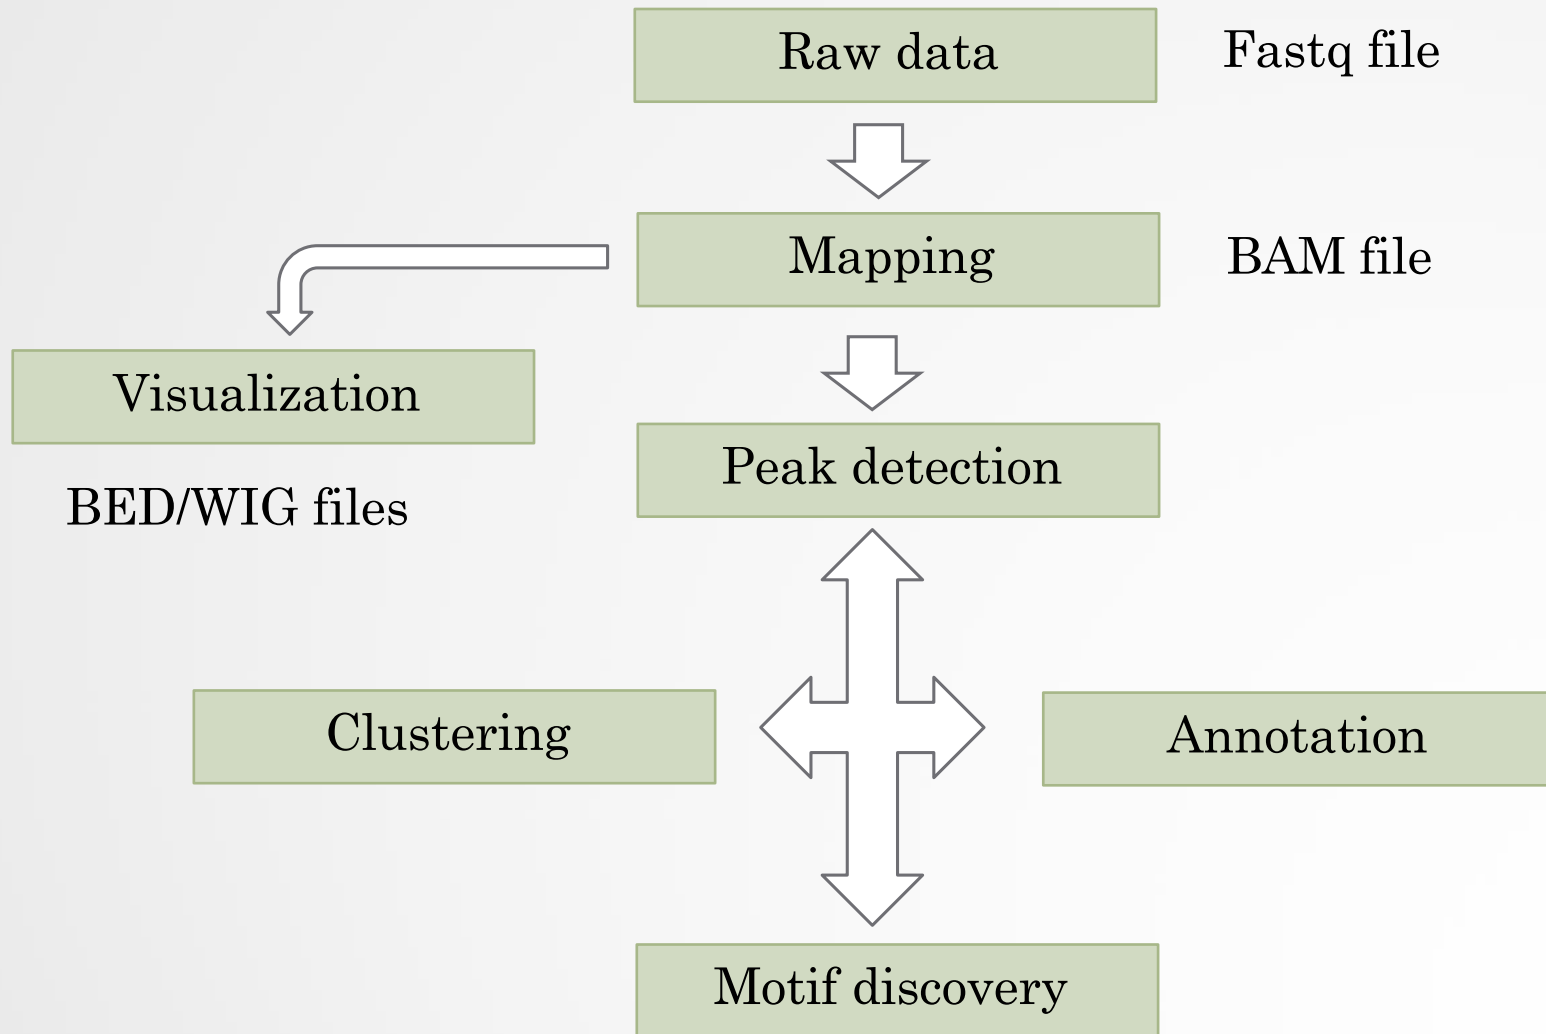 Raw data
Fastq file
Mapping
BAM file
Visualization
BED/WIG files
Peak detection
Clustering
Annotation
Motif discovery